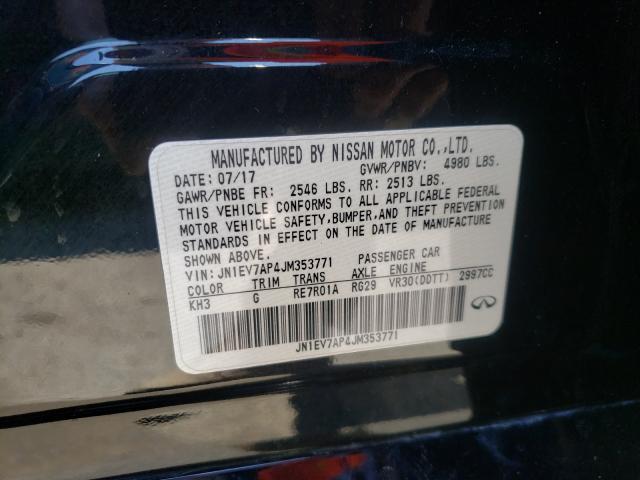 MANUFACTURED BY NISSAN MOTOR CO.,LTD.
DATE: 07/17 GVWR/PNBV: 4980 LBS.
GAWR/PNBE FR: 2546 LBS. RR: 2513 LBS.
THIS VEHICLE CONFORMS TO ALL APPLICABLE FEDERAL
MOTOR VEHICLE SAFETY,BUMPER,AND THEFT PREVENTION
STANDARDS IN EFFECT ON THE DATE OF MANUFACTURE
SHOWN ABOVE.
VIN: JN1EV7AP4JM353771 PASSENGER CAR
COLOR TRIM TRANS AXLE ENGINE
KH3 G RE7R01A RG29 VR30(DDTT) 2997CC
JN1EV7AP4JM353771